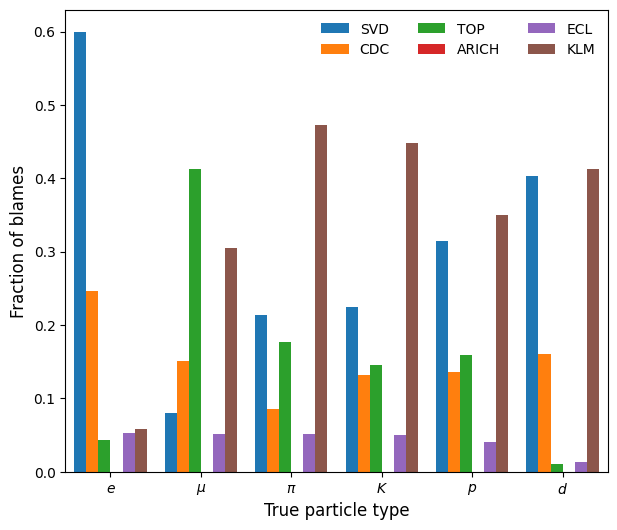 SVD TOP ECL
CDC ARICH KLM
Fraction of blames
0.6
0.5
0.4
0.3
0.2
0.1
0.0
e μ π K p d
True particle type